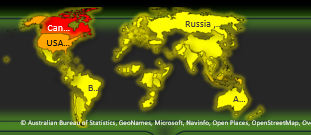 Russia
Can...
USA...
B...
A...
© Australian Bureau of Statistics, GeoNames, Microsoft, Navinfo, Open Places, OpenStreetMap, Ov